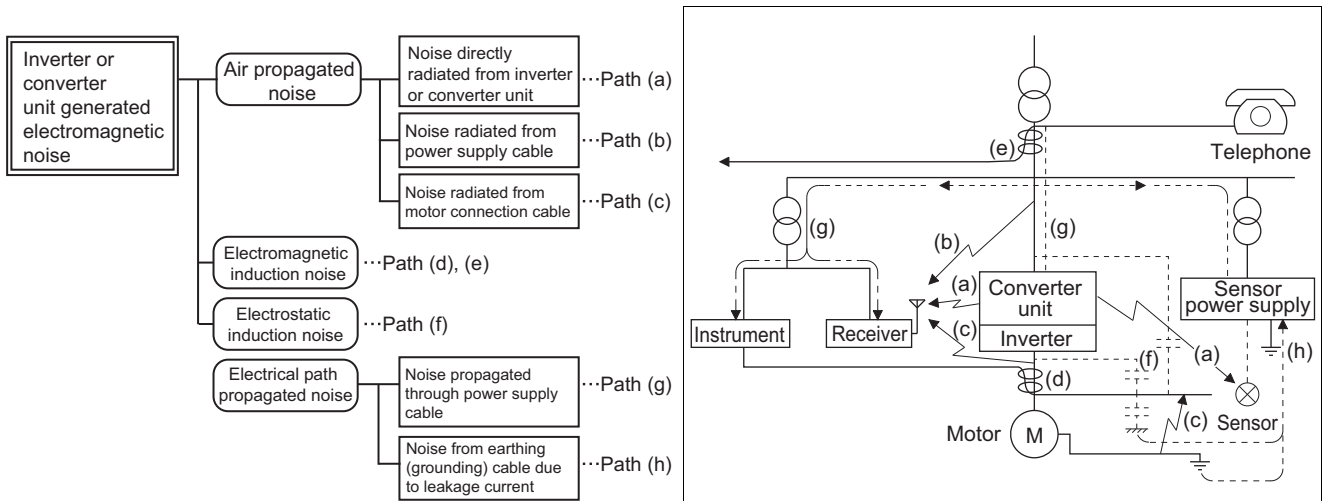 Inverter or
converter
unit generated
electromagnetic
noise
Air propagated
noise
Noise directly
radiated from inverter
or converter unit
···Path (a)
Noise radiated from
power supply cable
···Path (b)
Noise radiated from
motor connection cable
···Path (c)
Electromagnetic
induction noise
···Path (d), (e)
Electrostatic
induction noise
···Path (f)
Electrical path
propagated noise
Noise propagated
through power supply
cable
···Path (g)
Noise from earthing
(grounding) cable due
to leakage current
···Path (h)
(e)
Telephone
(g)
(b)
(g)
(a)
Converter
unit
Inverter
Sensor
power supply
Instrument
Receiver
(c)
(f)
(a)
(h)
(d)
Sensor
(c)
Motor
M